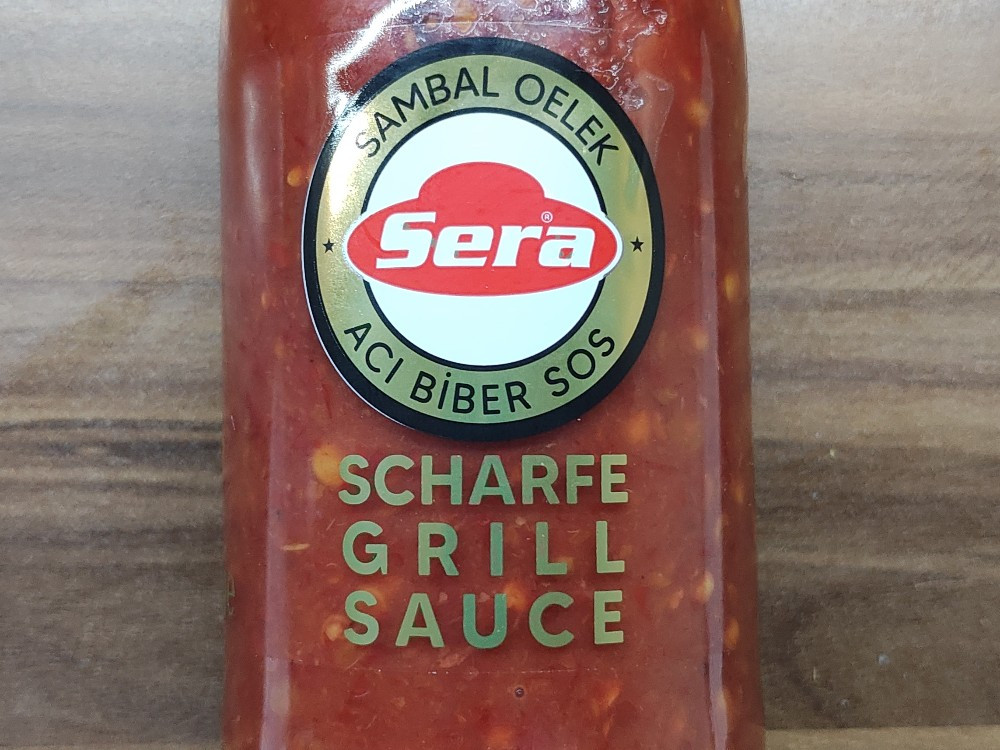 SAMBAL OELEK
Sera®
ACI BİBER SOS
SCHARFE
GRILL
SAUCE